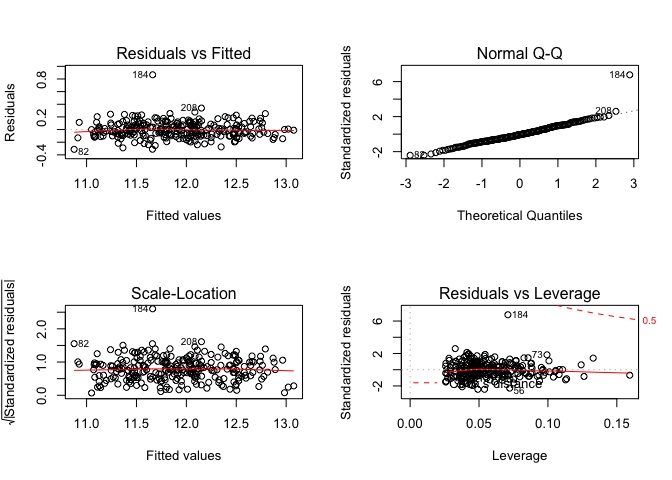 Residuals vs Fitted
Residuals
-0.4 0.2 0.8
184
208
82
11.0 11.5 12.0 12.5 13.0
Fitted values
Normal Q-Q
Standardized residuals
-2 2 6
184
208
82
-3 -2 -1 0 1 2 3
Theoretical Quantiles
Scale-Location
√|Standardized residuals|
0.0 1.0 2.0
184
82
208
11.0 11.5 12.0 12.5 13.0
Fitted values
Residuals vs Leverage
Standardized residuals
-2 2 6
184
73
56
distance
0.5
0.00 0.05 0.10 0.15
Leverage